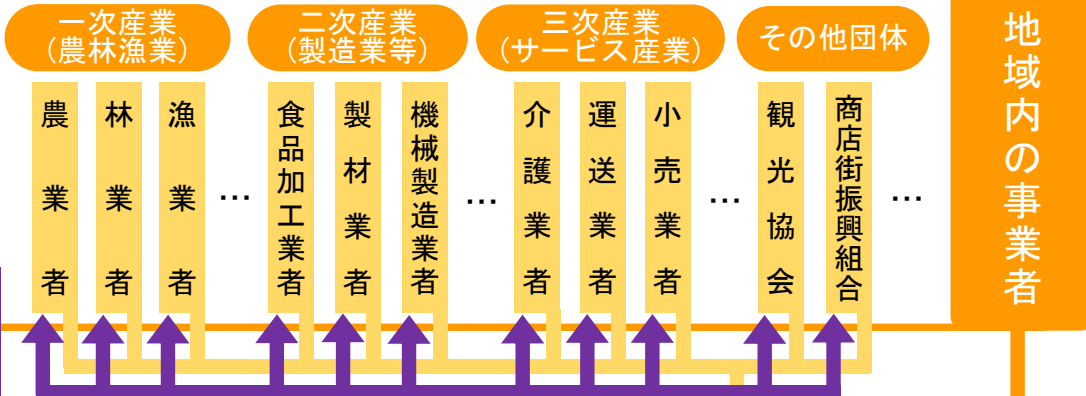 一次産業
（農林漁業）
二次産業
（製造業等）
三次産業
（サービス産業）
その他団体
地域内の事業者
農業者
林業者
漁業者
…
食品加工業者
製材業者
機械製造業者
…
介護業者
運送業者
小売業者
…
観光協会
商店街振興組合
…